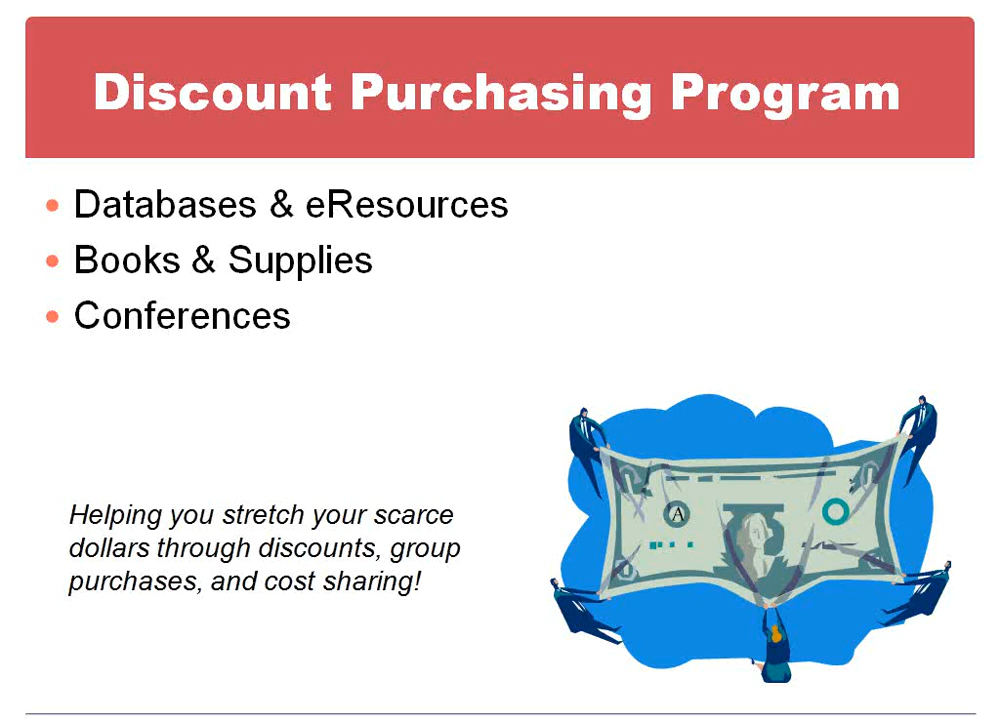 Discount Purchasing Program
• Databases & eResources
• Books & Supplies
• Conferences
Helping you stretch your scarce
dollars through discounts, group
purchases, and cost sharing!
A